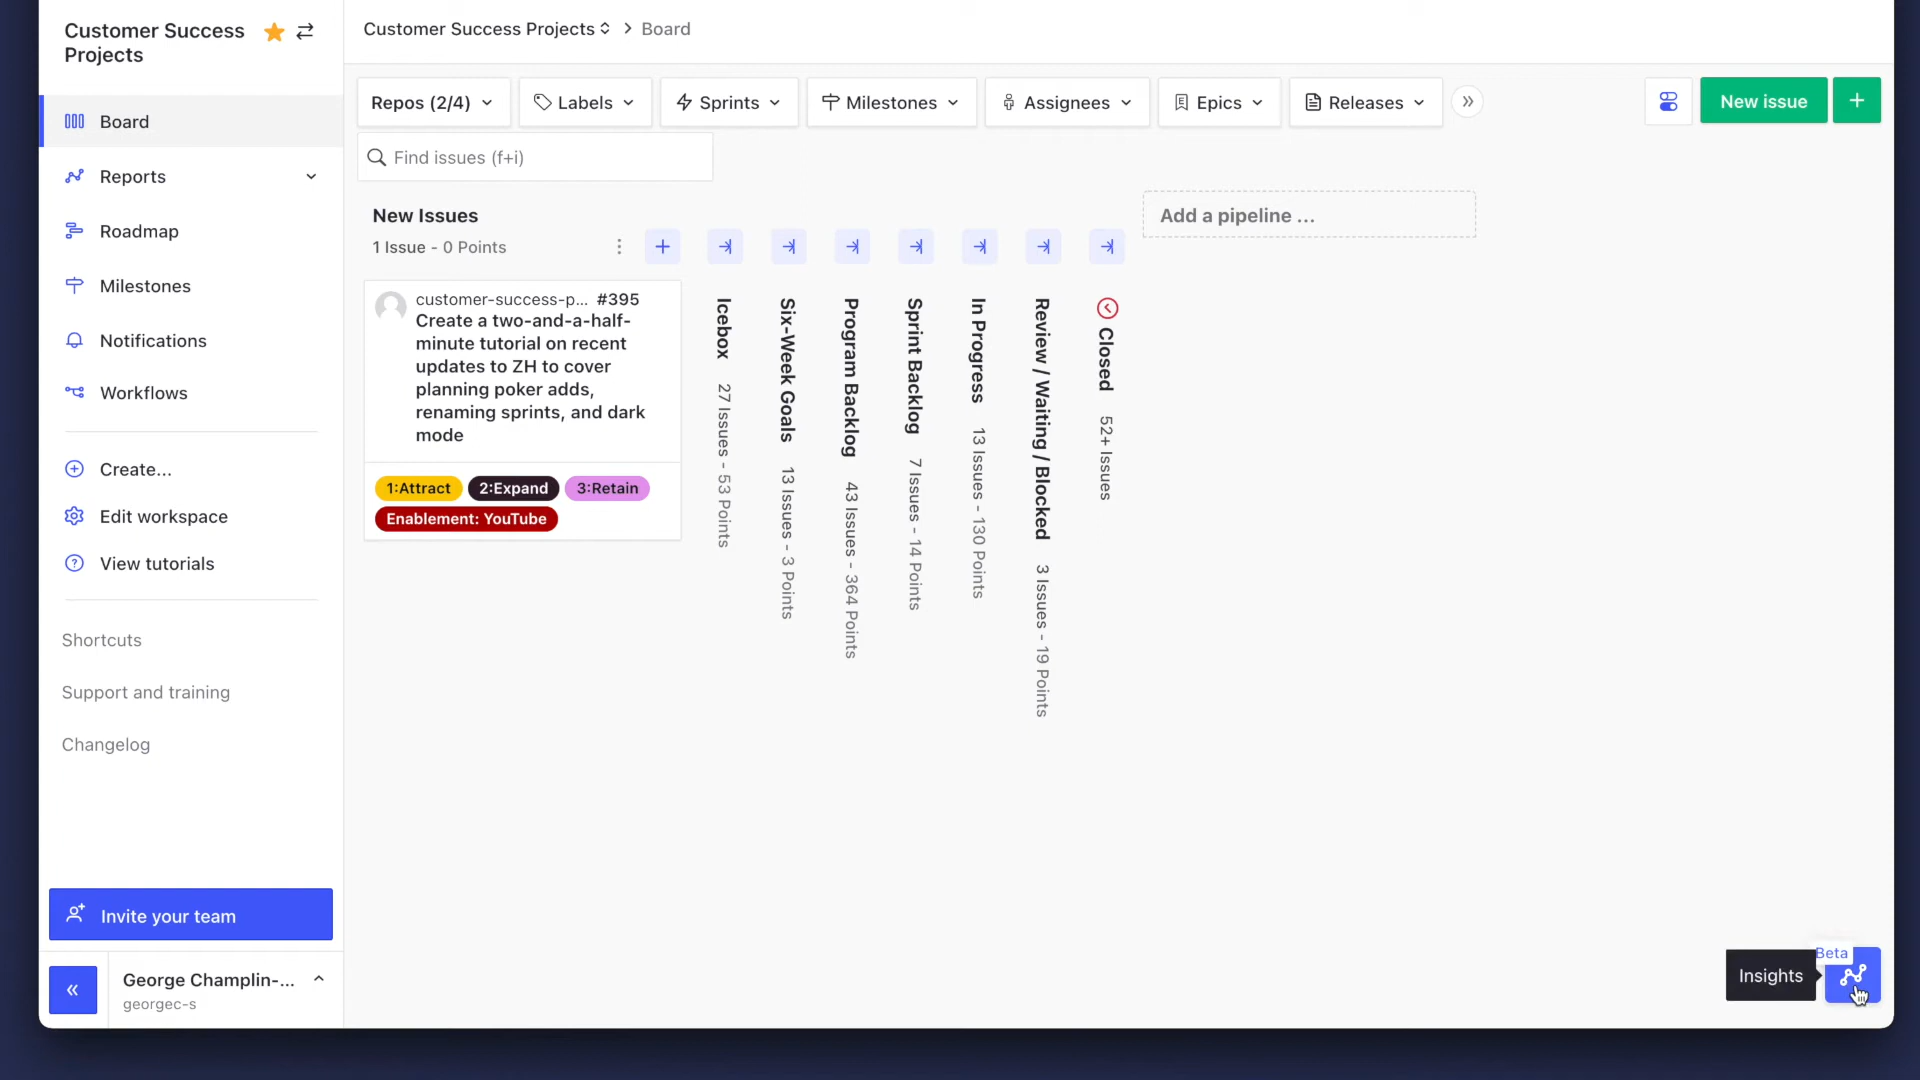 Customer Success
Projects
Board
Reports
Roadmap
Milestones
Notifications
Workflows
Create...
Edit workspace
View tutorials
Shortcuts
Support and training
Changelog
Invite your team
George Champlin-...
georgec-s
Customer Success Projects > Board
Repos (2/4)
Labels
Sprints
Milestones
Assignees
Epics
Releases
New issue
Find issues (f+i)
New Issues
1 Issue - 0 Points
customer-success-p... #395
Create a two-and-a-half-
minute tutorial on recent
updates to ZH to cover
planning poker adds,
renaming sprints, and dark
mode
1:Attract
2:Expand
3:Retain
Enablement: YouTube
Icebox 27 Issues - 53 Points
Six-Week Goals 13 Issues - 3 Points
Program Backlog 43 Issues - 364 Points
Sprint Backlog 7 Issues - 14 Points
In Progress 13 Issues - 130 Points
Review / Waiting / Blocked 3 Issues - 19 Points
Closed 52+ Issues
Add a pipeline ...
Beta
Insights